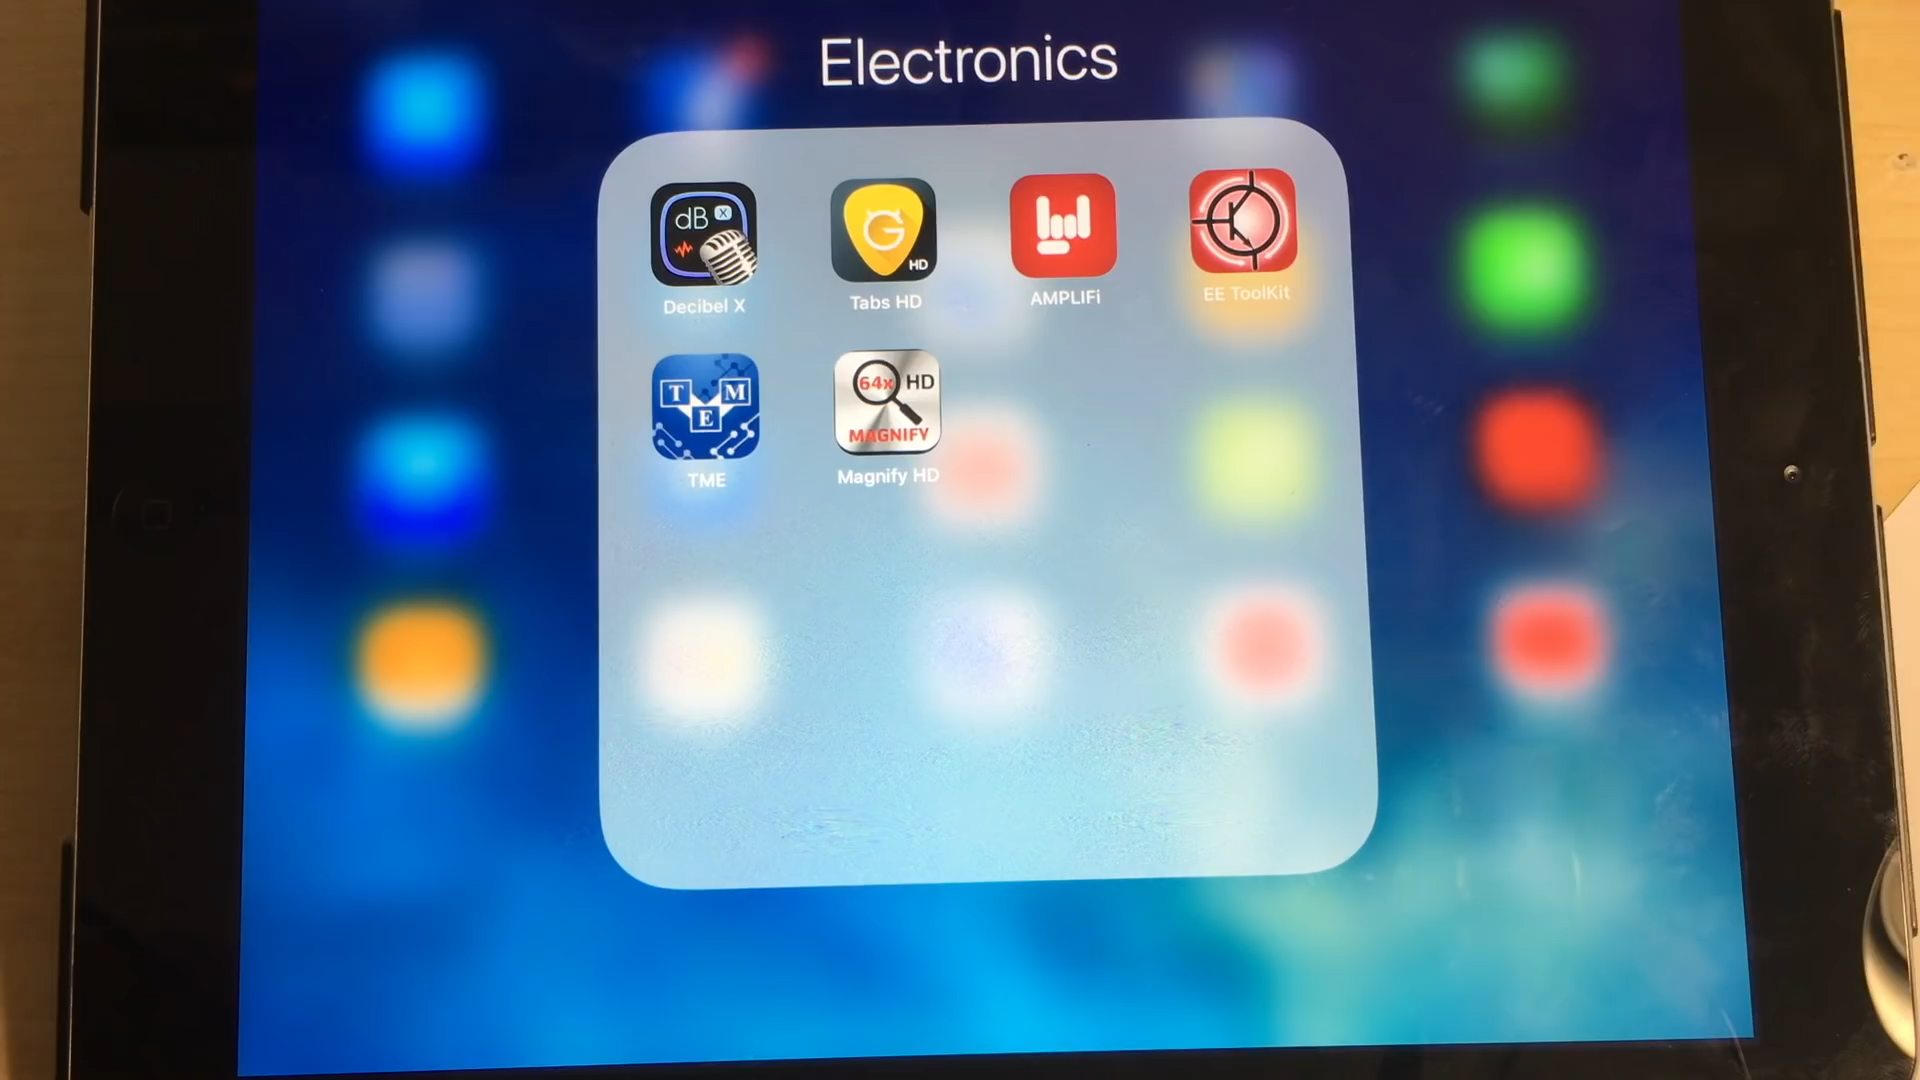 Electronics
dB X
G HD
Decibel X
Tabs HD
AMPLIFi
EE ToolKit
T M
E
64x HD
MAGNIFY
TME
Magnify HD